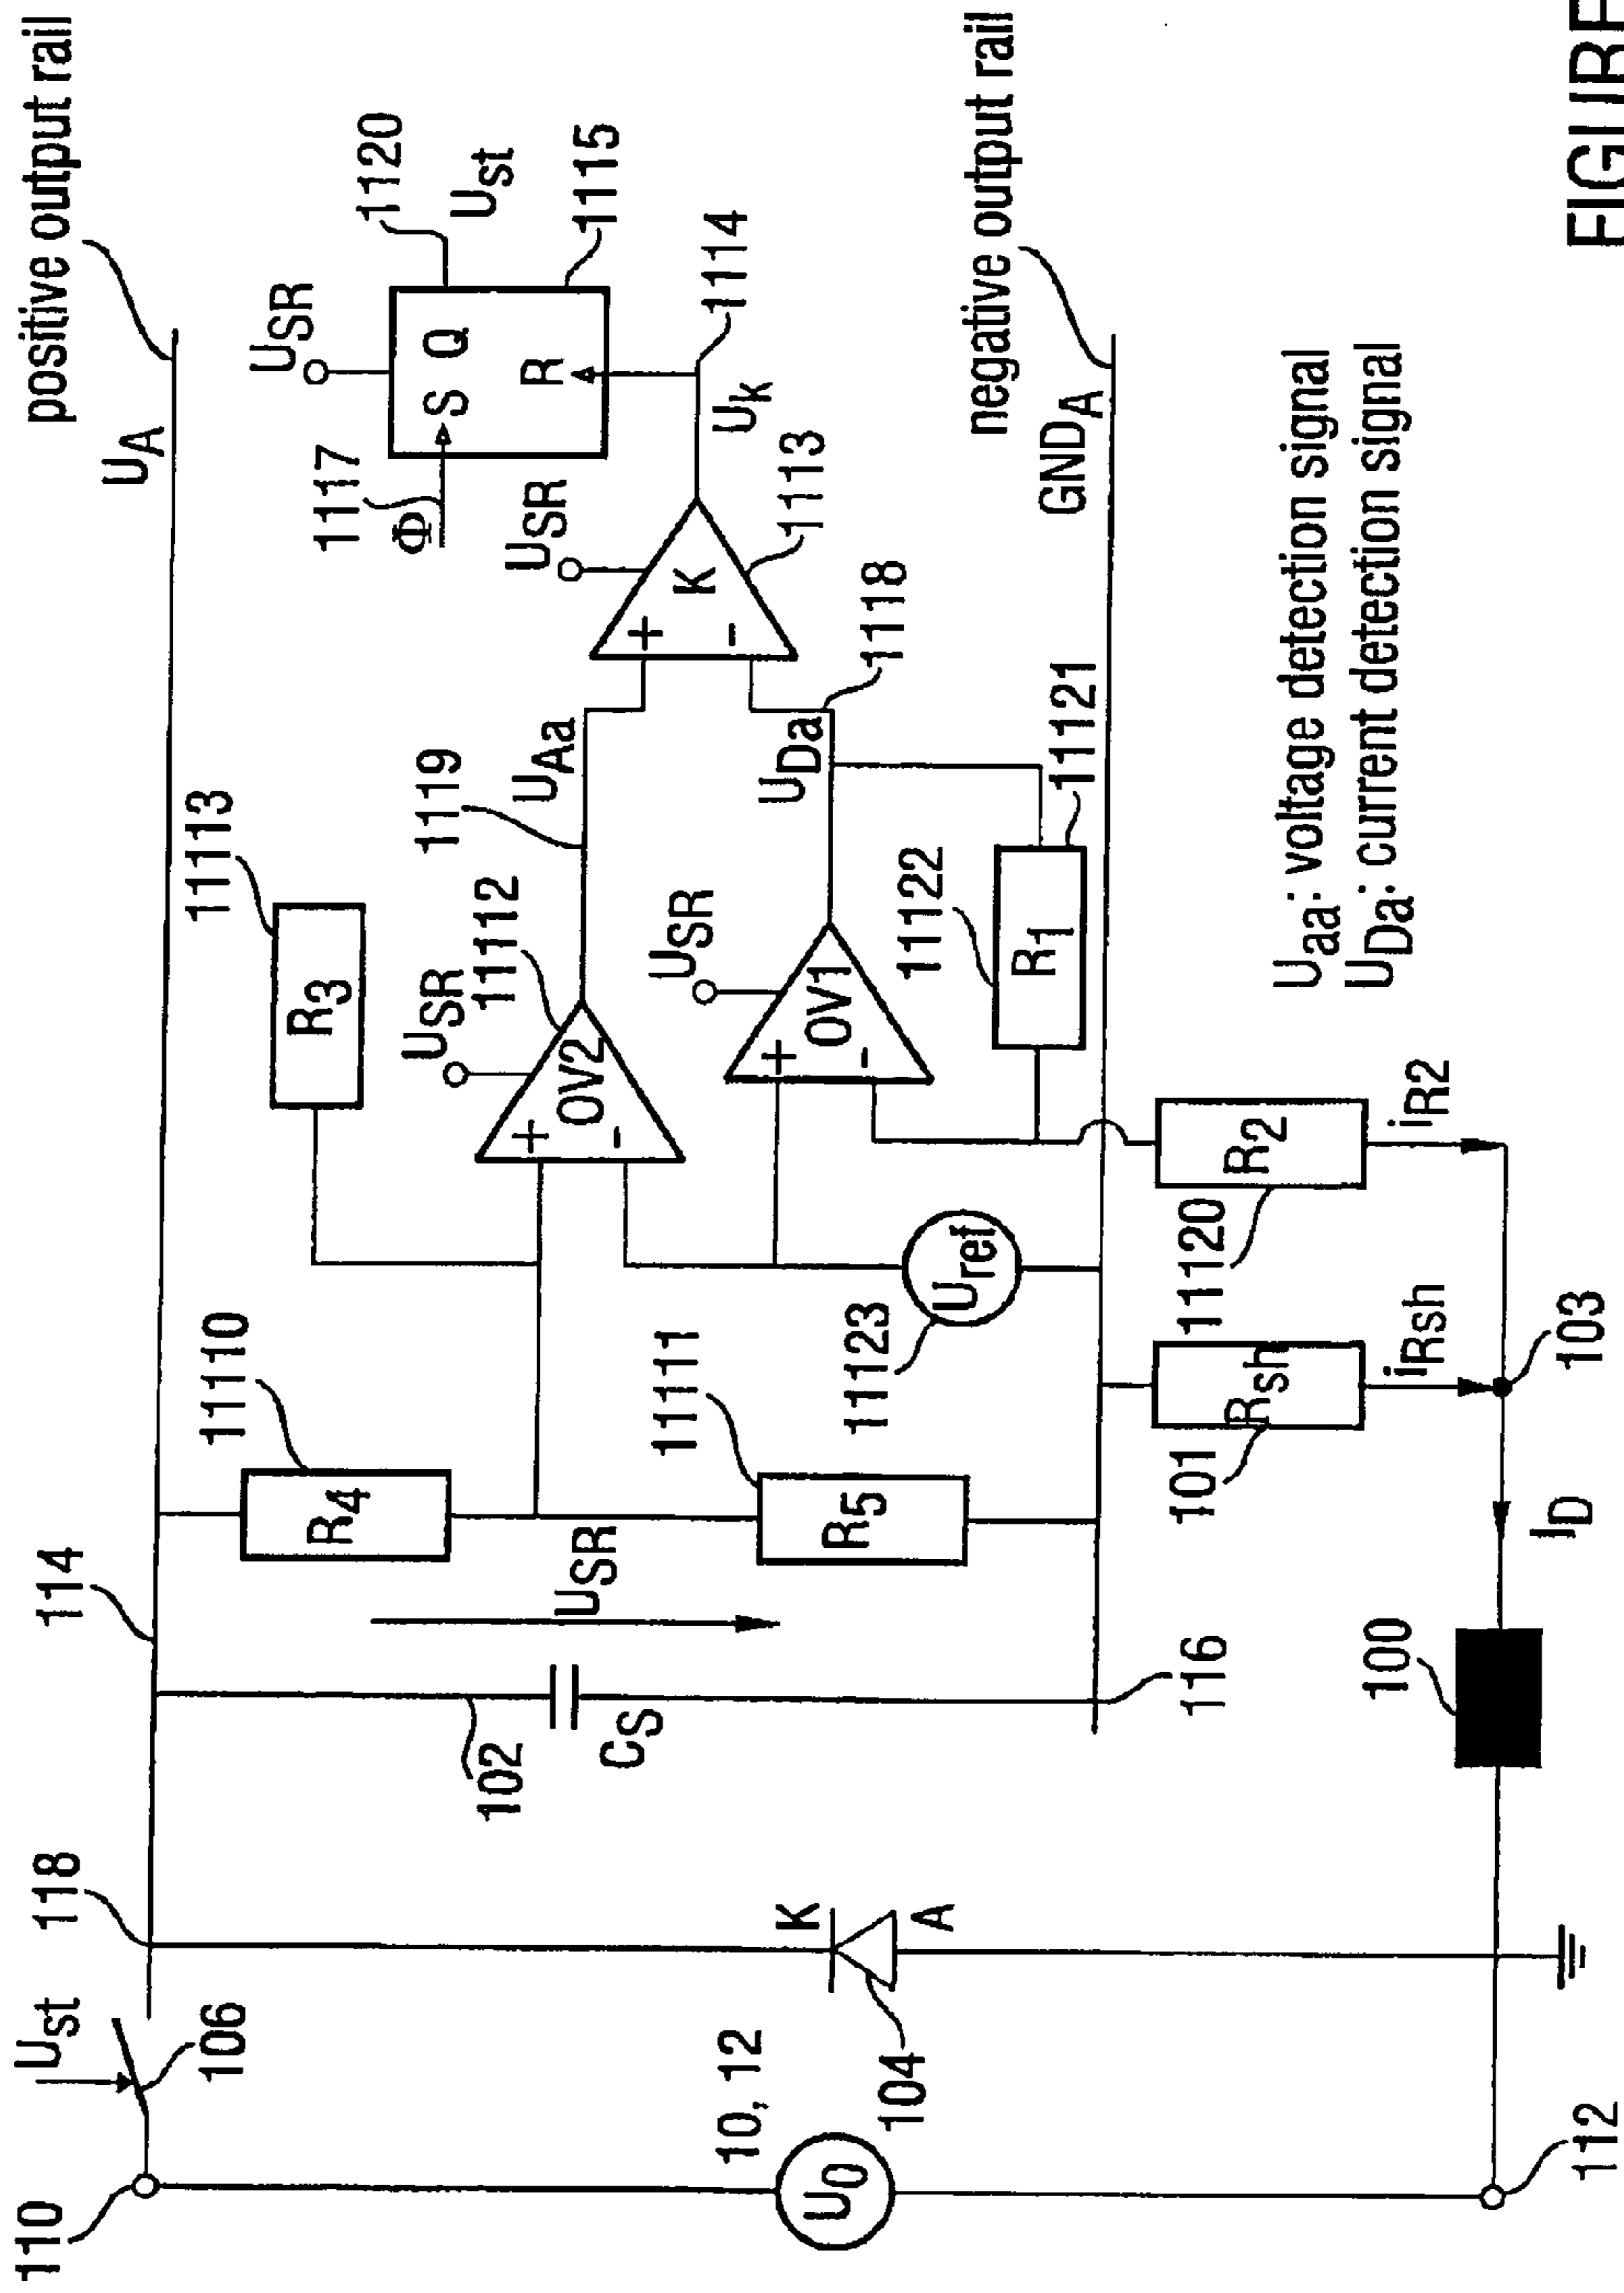 positive output rail
U_A
114
118
U_st
106
110
11113
R3
11110
R4
U_SR
1120
U_st
1117
Φ
S Q
R
1115
1119
U_Aa
U_SR
K
+
-
U_k
1114
1113
U_SR
11112
OV2
+
-
U_SR
OV1
+
-
U_Da
1118
11122
R1
11121
negative output rail
GND_A
102
C_S
U_SR
11111
R5
11123
U_ref
10, 12
U_0
104
K
A
116
101
R_sh
i_Rsh
11120
R2
i_R2
103
I_D
100
112
U_aa: voltage detection signal
U_Da: current detection signal